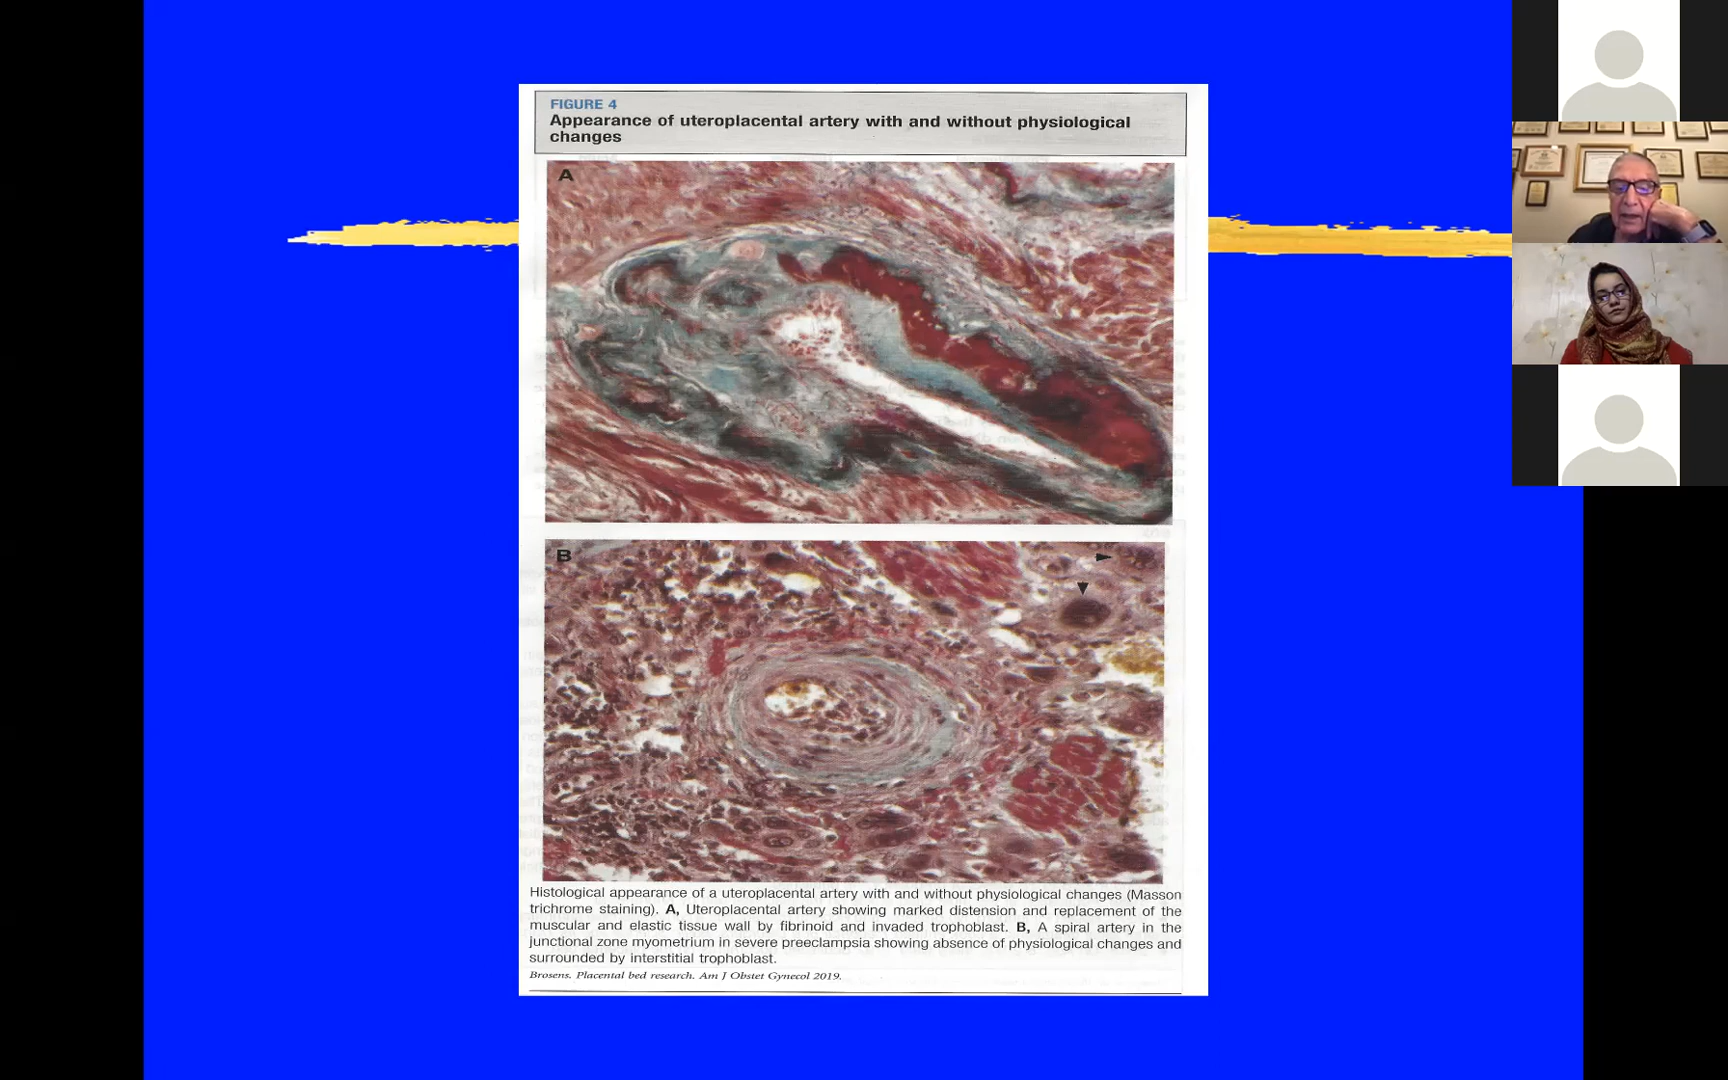 FIGURE 4
Appearance of uteroplacental artery with and without physiological
changes
A
B
Histological appearance of a uteroplacental artery with and without physiological changes (Masson
trichrome staining). A, Uteroplacental artery showing marked distension and replacement of the
muscular and elastic tissue wall by fibrinoid and invaded trophoblast. B, A spiral artery in the
junctional zone myometrium in severe preeclampsia showing absence of physiological changes and
surrounded by interstitial trophoblast.
Brosens. Placental bed research. Am J Obstet Gynecol 2019.